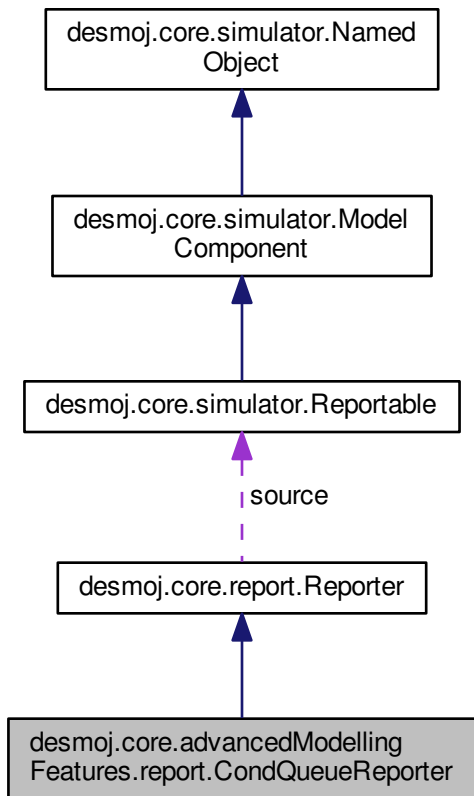 desmoj.core.simulator.Named
Object
desmoj.core.simulator.Model
Component
desmoj.core.simulator.Reportable
source
desmoj.core.report.Reporter
desmoj.core.advancedModelling
Features.report.CondQueueReporter